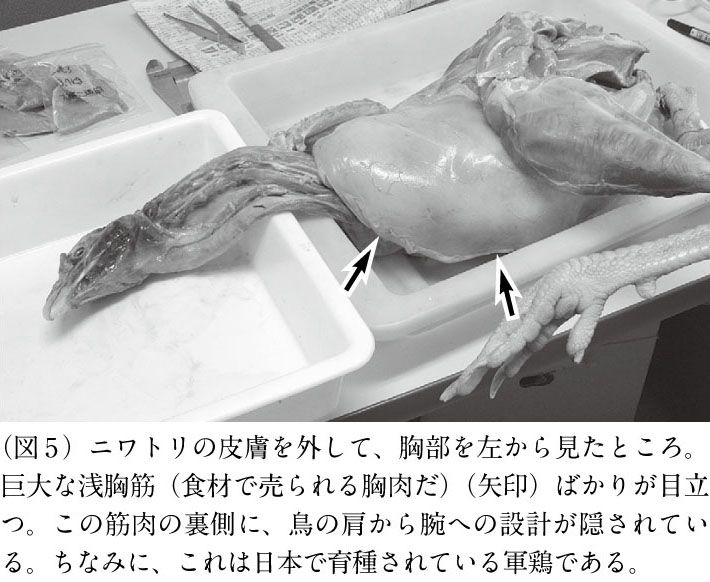 (図5) ニワトリの皮膚を外して、胸部を左から見たところ。
巨大な浅胸筋（食材で売られる胸肉だ）（矢印）ばかりが目立
つ。この筋肉の裏側に、鳥の肩から腕への設計が隠されてい
る。ちなみに、これは日本で育種されている軍鶏である。